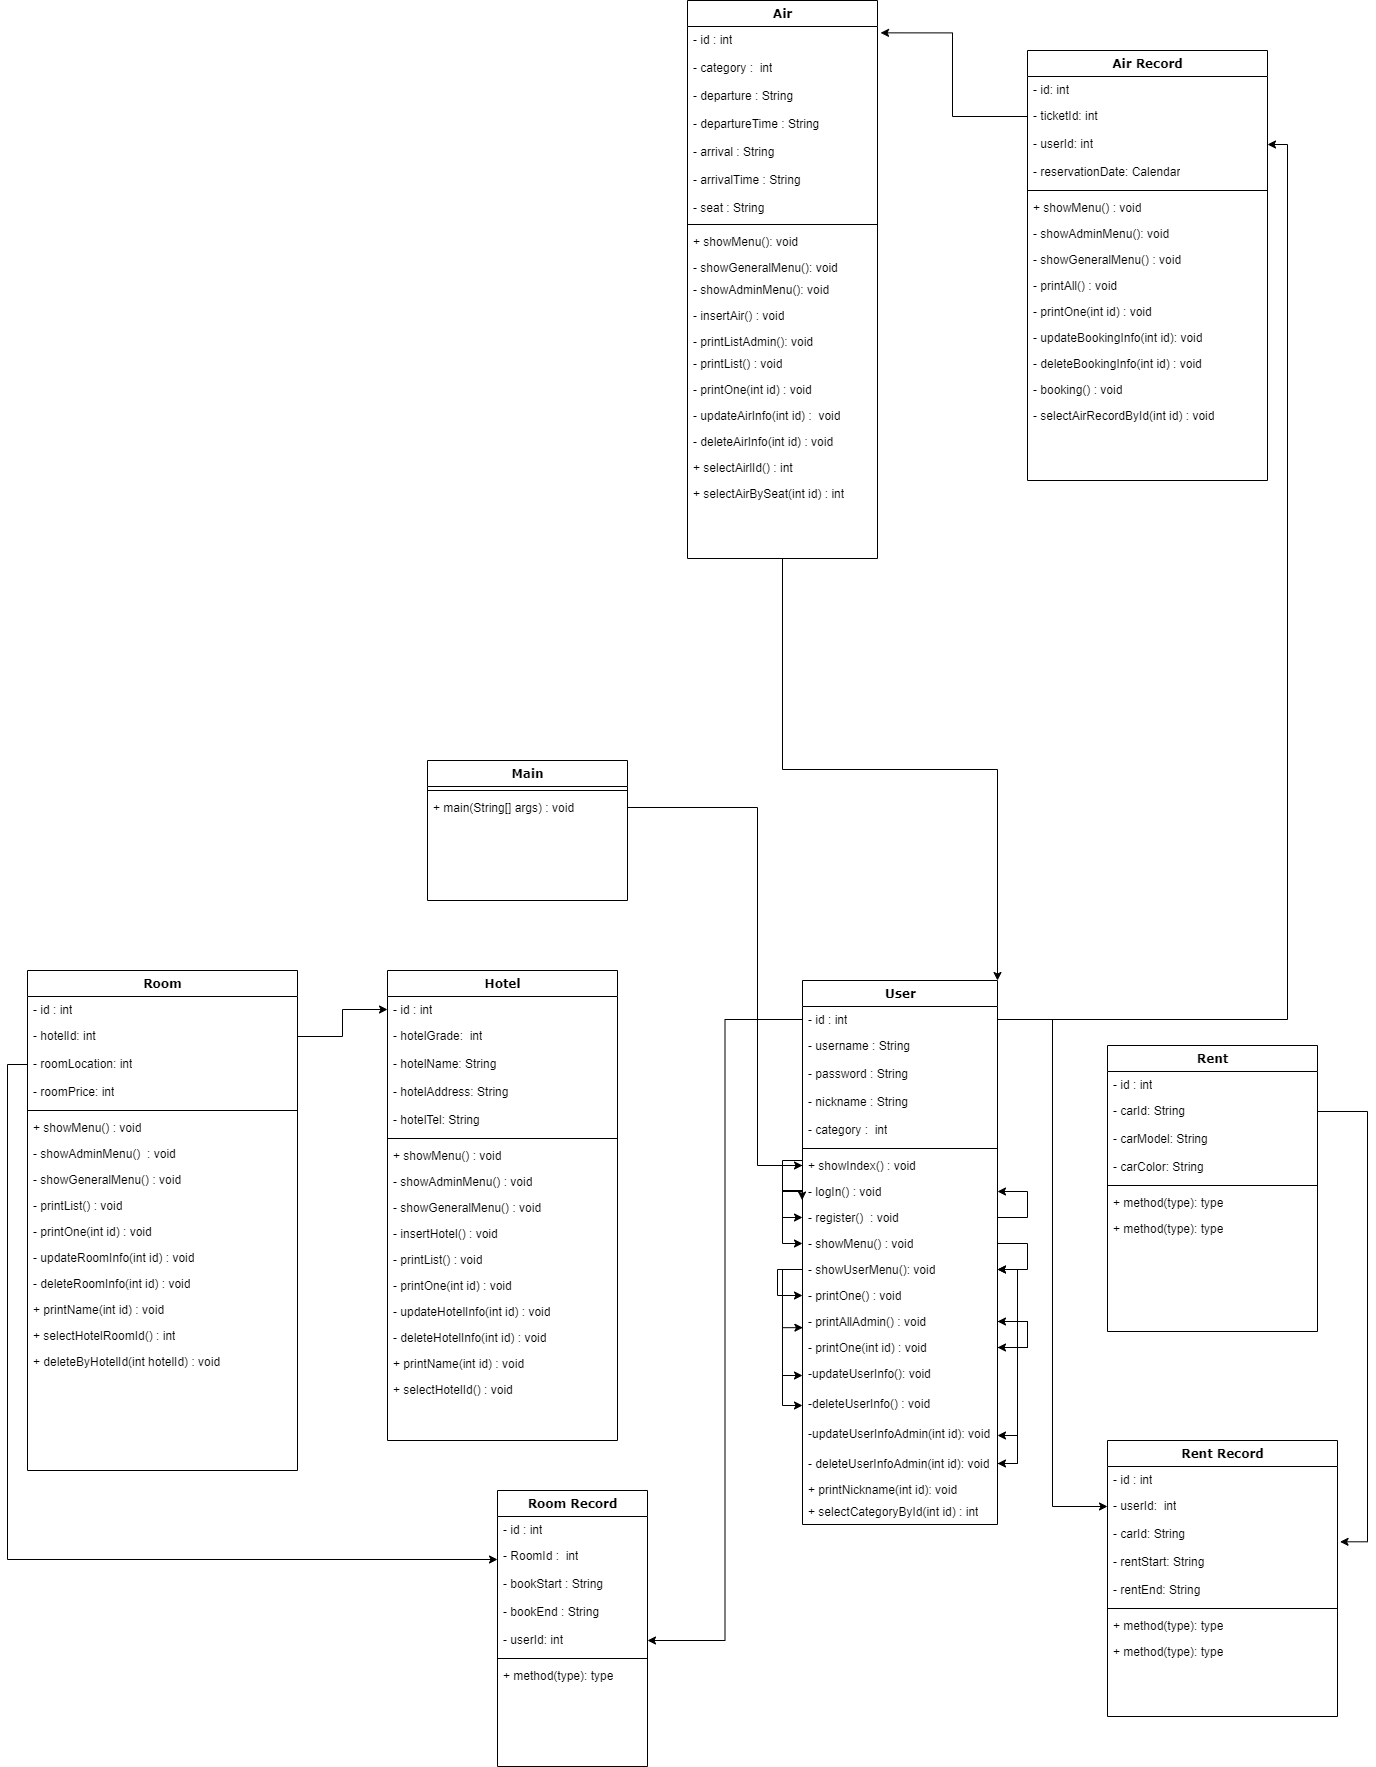 Air
- id : int
- category :  int
- departure : String
- departureTime : String
- arrival : String
- arrivalTime : String
- seat : String
+ showMenu(): void
- showGeneralMenu(): void
- showAdminMenu(): void
- insertAir() : void
- printListAdmin(): void
- printList() : void
- printOne(int id) : void
- updateAirInfo(int id) :  void
- deleteAirInfo(int id) : void
+ selectAirlId() : int
+ selectAirBySeat(int id) : int
Air Record
- id: int
- ticketId: int
- userId: int
- reservationDate: Calendar
+ showMenu() : void
- showAdminMenu(): void
- showGeneralMenu() : void
- printAll() : void
- printOne(int id) : void
- updateBookingInfo(int id): void
- deleteBookingInfo(int id) : void
- booking() : void
- selectAirRecordById(int id) : void
Main
+ main(String[] args) : void
Room
- id : int
- hotelId: int
- roomLocation: int
- roomPrice: int
+ showMenu() : void
- showAdminMenu()  : void
- showGeneralMenu() : void
- printList() : void
- printOne(int id) : void
- updateRoomInfo(int id) : void
- deleteRoomInfo(int id) : void
+ printName(int id) : void
+ selectHotelRoomId() : int
+ deleteByHotelId(int hotelId) : void
Hotel
- id : int
- hotelGrade:  int
- hotelName: String
- hotelAddress: String
- hotelTel: String
+ showMenu() : void
- showAdminMenu() : void
- showGeneralMenu() : void
- insertHotel() : void
- printList() : void
- printOne(int id) : void
- updateHotelInfo(int id) : void
- deleteHotelInfo(int id) : void
+ printName(int id) : void
+ selectHotelId() : void
User
- id : int
- username : String
- password : String
- nickname : String
- category :  int
+ showIndex() : void
- logIn() : void
- register()  : void
- showMenu() : void
- showUserMenu(): void
- printOne() : void
- printAllAdmin() : void
- printOne(int id) : void
-updateUserInfo(): void
-deleteUserInfo() : void
-updateUserInfoAdmin(int id): void
- deleteUserInfoAdmin(int id): void
+ printNickname(int id): void
+ selectCategoryById(int id) : int
Rent
- id : int
- carId: String
- carModel: String
- carColor: String
+ method(type): type
+ method(type): type
Rent Record
- id : int
- userId:  int
- carId: String
- rentStart: String
- rentEnd: String
+ method(type): type
+ method(type): type
Room Record
- id : int
- RoomId :  int
- bookStart : String
- bookEnd : String
- userId: int
+ method(type): type